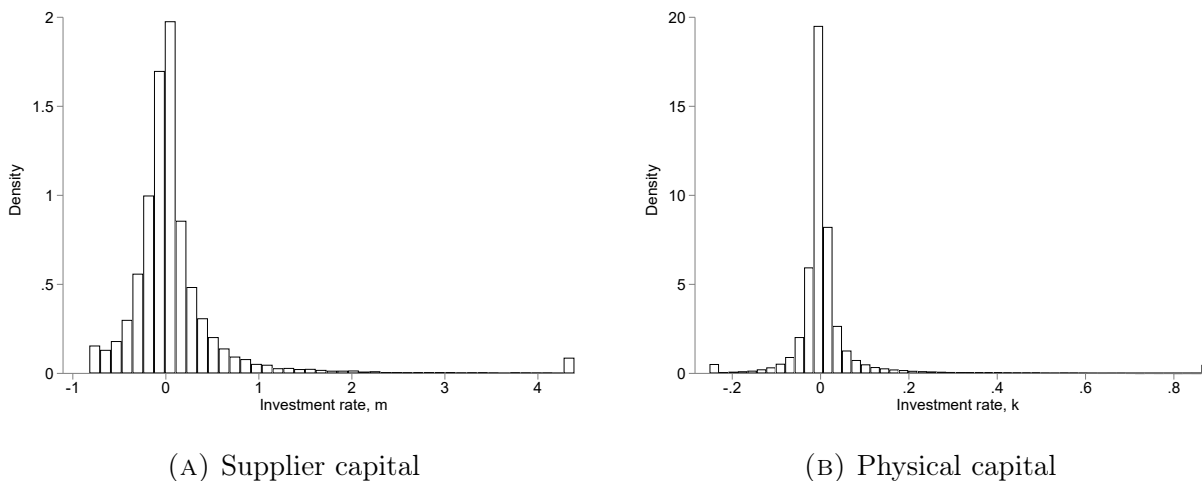 2
1.5
1
.5
0
Density
-1 0 1 2 3 4
Investment rate, m
(A) Supplier capital
20
15
10
5
0
Density
-.2 0 .2 .4 .6 .8
Investment rate, k
(B) Physical capital